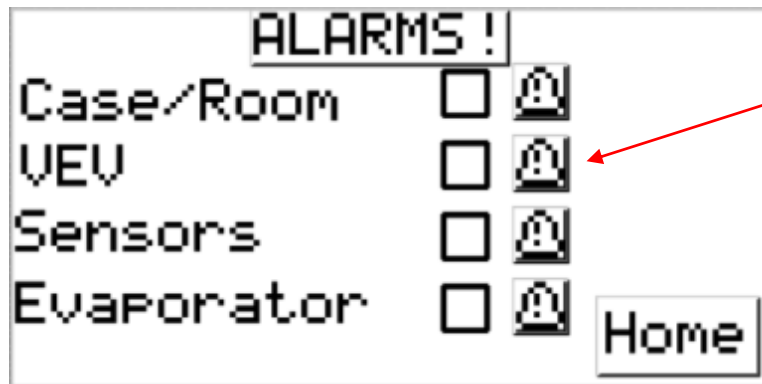 ALARMS!
Case/Room
VEV
Sensors
Evaporator
Home